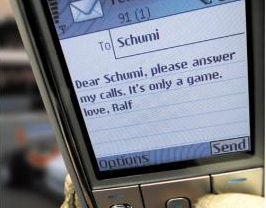 91 (1)
To Schumi
Dear Schumi, please answer
my calls. It's only a game.
love, Ralf
Options Send